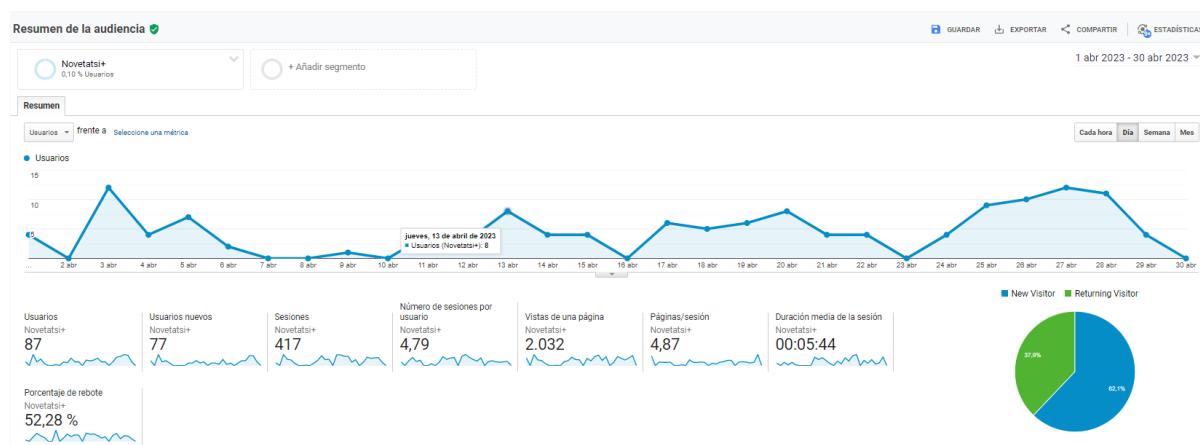 Resumen de la audiencia
GUARDAR EXPORTAR COMPARTIR ESTADÍSTICAS
1 abr 2023 - 30 abr 2023
Novetatsi+
0,10 % Usuarios
+ Añadir segmento
Resumen
Usuarios frente a Seleccione una métrica
Cada hora Día Semana Mes
Usuarios
15
10
5
jueves, 13 de abril de 2023
Usuarios (Novetatsi+): 8
... 2 abr 3 abr 4 abr 5 abr 6 abr 7 abr 8 abr 9 abr 10 abr 11 abr 12 abr 13 abr 14 abr 15 abr 16 abr 17 abr 18 abr 19 abr 20 abr 21 abr 22 abr 23 abr 24 abr 25 abr 26 abr 27 abr 28 abr 29 abr 30 abr
New Visitor Returning Visitor
Usuarios
Novetatsi+
87
Usuarios nuevos
Novetatsi+
77
Sesiones
Novetatsi+
417
Número de sesiones por
usuario
Novetatsi+
4,79
Vistas de una página
Novetatsi+
2.032
Páginas/sesión
Novetatsi+
4,87
Duración media de la sesión
Novetatsi+
00:05:44
Porcentaje de rebote
Novetatsi+
52,28 %
37,9%
62,1%